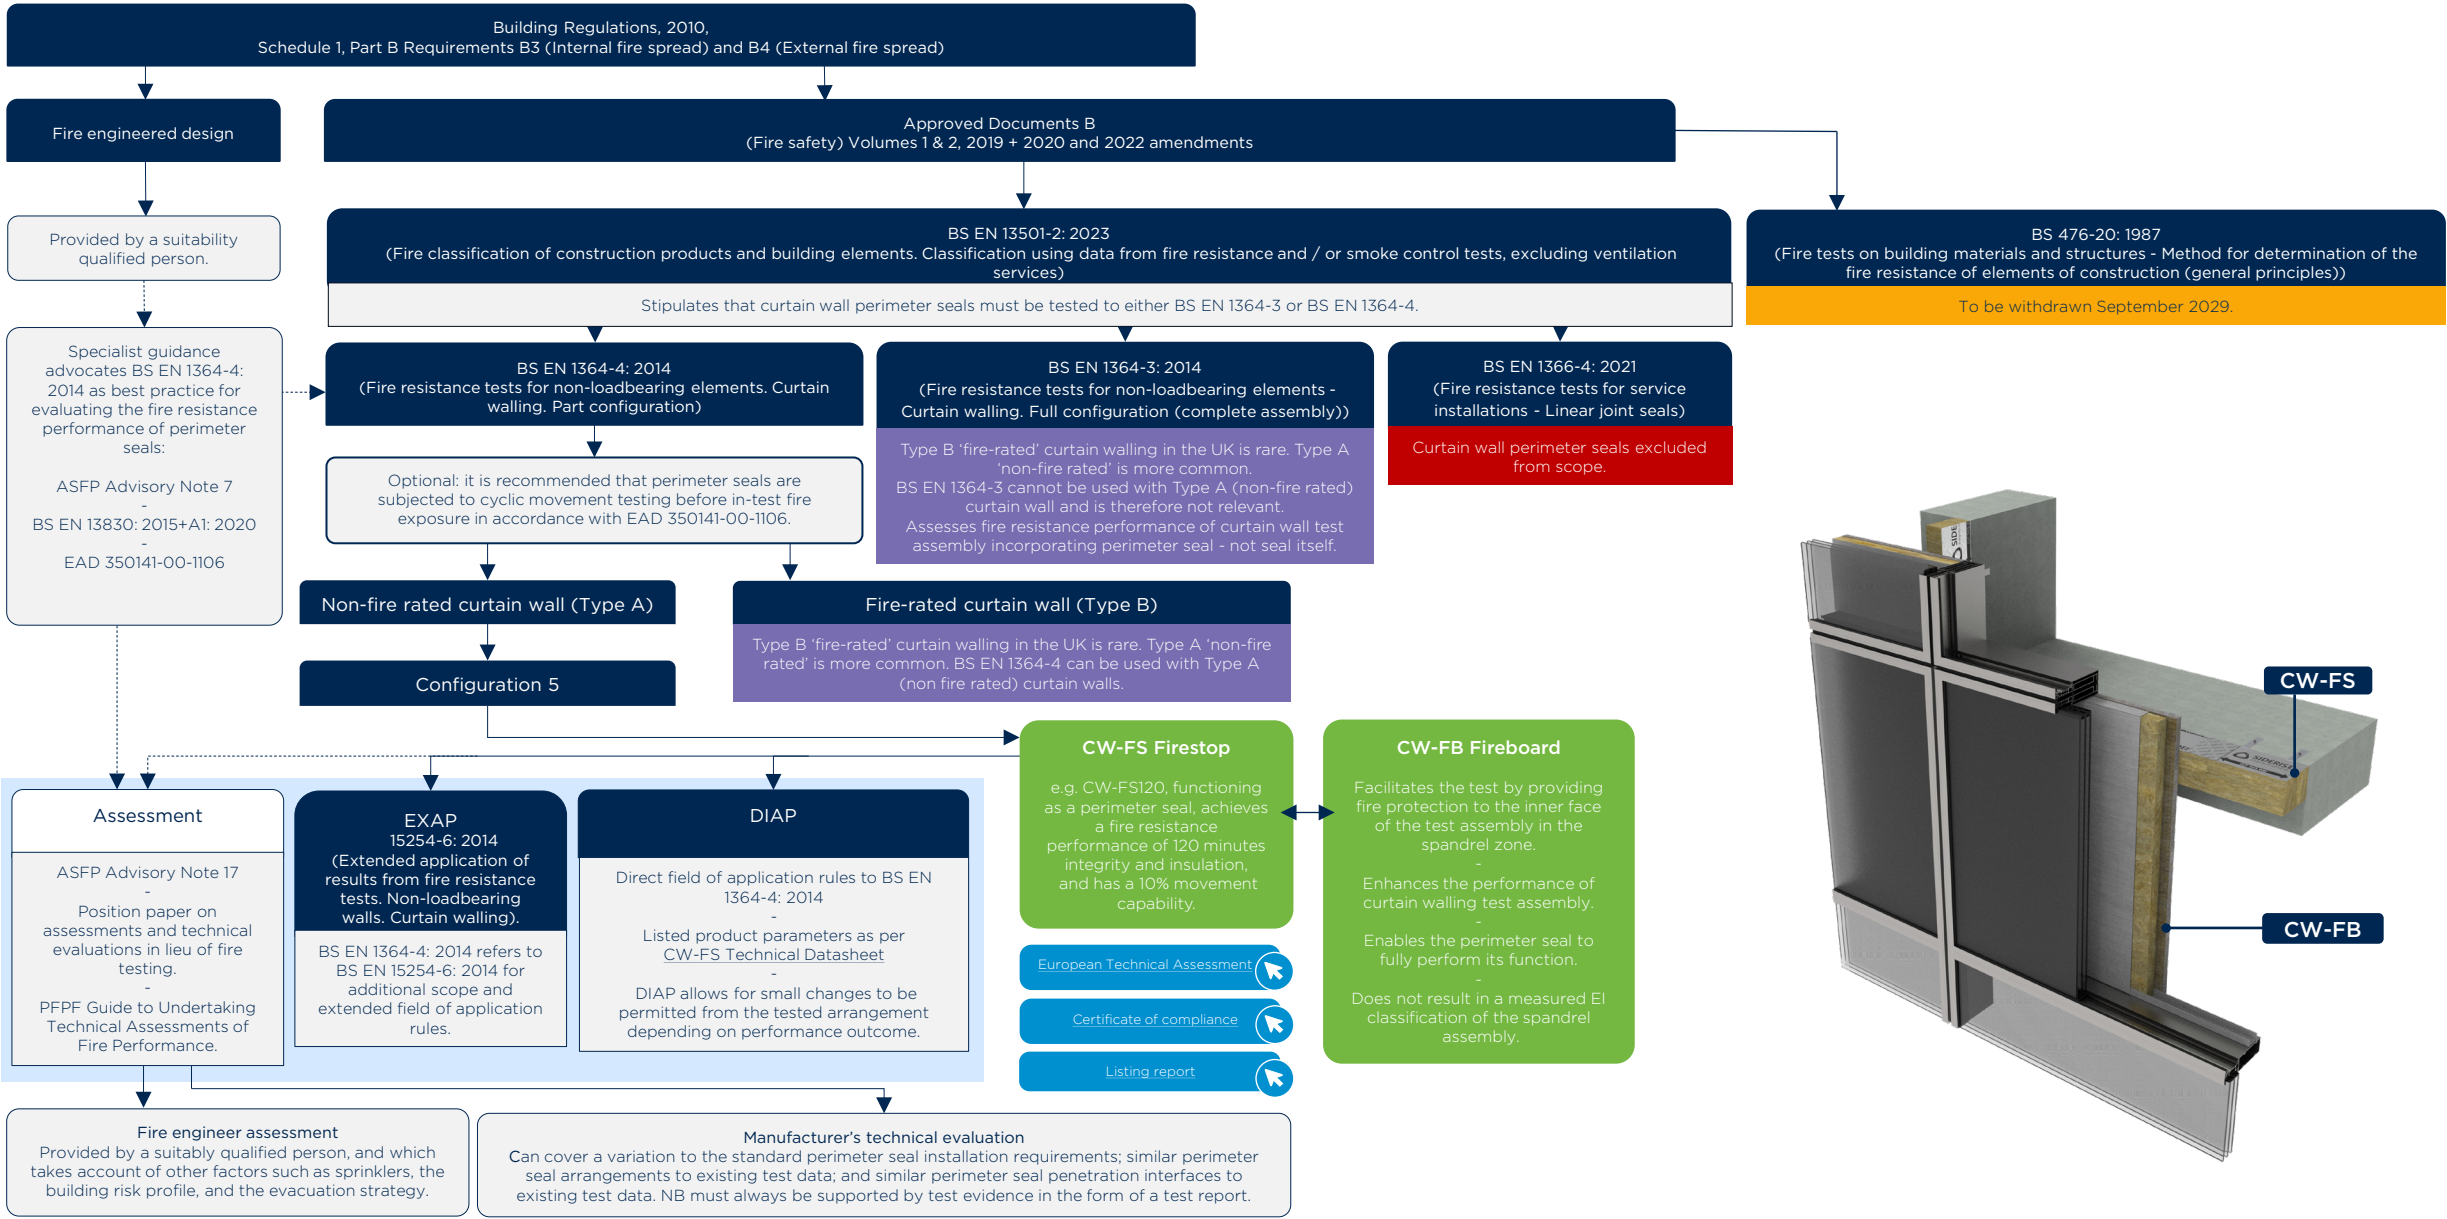 Building Regulations, 2010,
Schedule 1, Part B Requirements B3 (Internal fire spread) and B4 (External fire spread)
Fire engineered design
Approved Documents B
(Fire safety) Volumes 1 & 2, 2019 + 2020 and 2022 amendments
Provided by a suitability
qualified person.
BS EN 13501-2: 2023
(Fire classification of construction products and building elements. Classification using data from fire resistance and / or smoke control tests, excluding ventilation
services)
Stipulates that curtain wall perimeter seals must be tested to either BS EN 1364-3 or BS EN 1364-4.
BS 476-20: 1987
(Fire tests on building materials and structures - Method for determination of the
fire resistance of elements of construction (general principles))
To be withdrawn September 2029.
Specialist guidance
advocates BS EN 1364-4:
2014 as best practice for
evaluating the fire resistance
performance of perimeter
seals:
ASFP Advisory Note 7
-
BS EN 13830: 2015+A1: 2020
-
EAD 350141-00-1106
BS EN 1364-4: 2014
(Fire resistance tests for non-loadbearing elements. Curtain
walling. Part configuration)
BS EN 1364-3: 2014
(Fire resistance tests for non-loadbearing elements -
Curtain walling. Full configuration (complete assembly))
Type B ‘fire-rated’ curtain walling in the UK is rare. Type A
‘non-fire rated’ is more common.
BS EN 1364-3 cannot be used with Type A (non-fire rated)
curtain wall and is therefore not relevant.
Assesses fire resistance performance of curtain wall test
assembly incorporating perimeter seal - not seal itself.
BS EN 1366-4: 2021
(Fire resistance tests for service
installations - Linear joint seals)
Curtain wall perimeter seals excluded
from scope.
Optional: it is recommended that perimeter seals are
subjected to cyclic movement testing before in-test fire
exposure in accordance with EAD 350141-00-1106.
Non-fire rated curtain wall (Type A)
Fire-rated curtain wall (Type B)
Type B ‘fire-rated’ curtain walling in the UK is rare. Type A ‘non-fire
rated’ is more common. BS EN 1364-4 can be used with Type A
(non fire rated) curtain walls.
Configuration 5
CW-FS Firestop
e.g. CW-FS120, functioning
as a perimeter seal, achieves
a fire resistance
performance of 120 minutes
integrity and insulation,
and has a 10% movement
capability.
CW-FB Fireboard
Facilitates the test by providing
fire protection to the inner face
of the test assembly in the
spandrel zone.
-
Enhances the performance of
curtain walling test assembly.
-
Enables the perimeter seal to
fully perform its function.
-
Does not result in a measured EI
classification of the spandrel
assembly.
European Technical Assessment
Certificate of compliance
Listing report
Assessment
ASFP Advisory Note 17
-
Position paper on
assessments and technical
evaluations in lieu of fire
testing.
-
PFPF Guide to Undertaking
Technical Assessments of
Fire Performance.
EXAP
15254-6: 2014
(Extended application of
results from fire resistance
tests. Non-loadbearing
walls. Curtain walling).
BS EN 1364-4: 2014 refers to
BS EN 15254-6: 2014 for
additional scope and
extended field of application
rules.
DIAP
Direct field of application rules to BS EN
1364-4: 2014
-
Listed product parameters as per
CW-FS Technical Datasheet
-
DIAP allows for small changes to be
permitted from the tested arrangement
depending on performance outcome.
Fire engineer assessment
Provided by a suitably qualified person, and which
takes account of other factors such as sprinklers, the
building risk profile, and the evacuation strategy.
Manufacturer’s technical evaluation
Can cover a variation to the standard perimeter seal installation requirements; similar perimeter
seal arrangements to existing test data; and similar perimeter seal penetration interfaces to
existing test data. NB must always be supported by test evidence in the form of a test report.
SIDE
CW-FS
SIDERISE
CW-FB